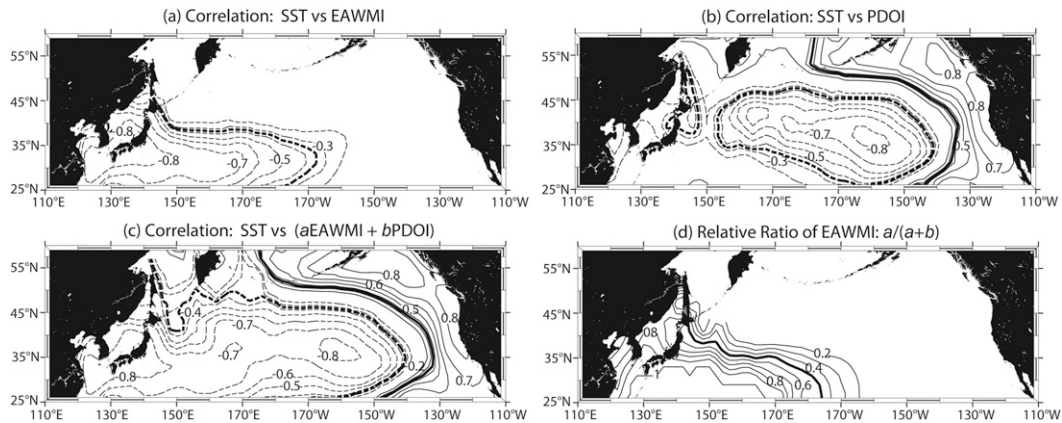 (a) Correlation: SST vs EAWMI
(b) Correlation: SST vs PDOI
55°N
45°N
35°N
25°N
-0.8
-0.8
-0.7
-0.5
-0.3
110°E 130°E 150°E 170°E 170°W 150°W 130°W 110°W
55°N
45°N
35°N
25°N
0.8
0.8
-0.7
-0.8
-0.3
-0.5
0.5
0.7
110°E 130°E 150°E 170°E 170°W 150°W 130°W 110°W
(c) Correlation: SST vs (aEAWMI + bPDOI)
(d) Relative Ratio of EAWMI: a/(a+b)
55°N
45°N
35°N
25°N
0.8
0.6
0.5
-0.4
0.8
-0.7
-0.7
-0.8
-0.2
-0.8
-0.6
-0.5
0.7
110°E 130°E 150°E 170°E 170°W 150°W 130°W 110°W
55°N
45°N
35°N
25°N
0.8
0.2
0.4
1
0.8
0.6
110°E 130°E 150°E 170°E 170°W 150°W 130°W 110°W